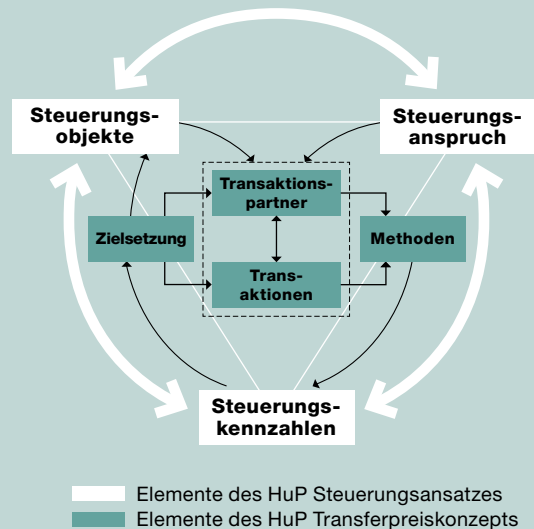 Steuerungs-
objekte
Steuerungs-
anspruch
Transaktions-
partner
Zielsetzung
Methoden
Trans-
aktionen
Steuerungs-
kennzahlen
Elemente des HuP Steuerungsansatzes
Elemente des HuP Transferpreiskonzepts